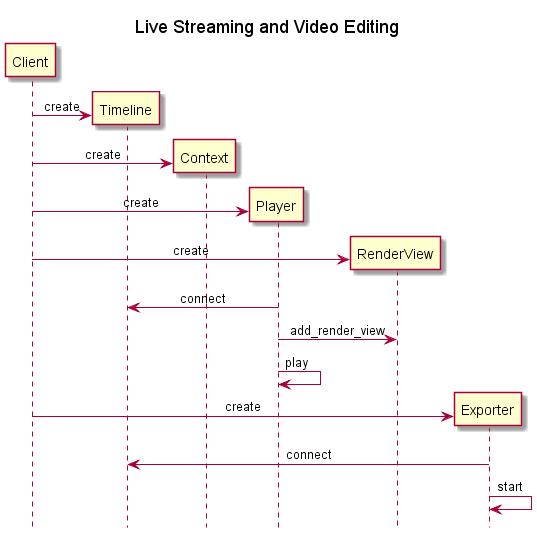 Live Streaming and Video Editing
Client
create
Timeline
create
Context
create
Player
create
RenderView
connect
add_render_view
play
create
Exporter
connect
start